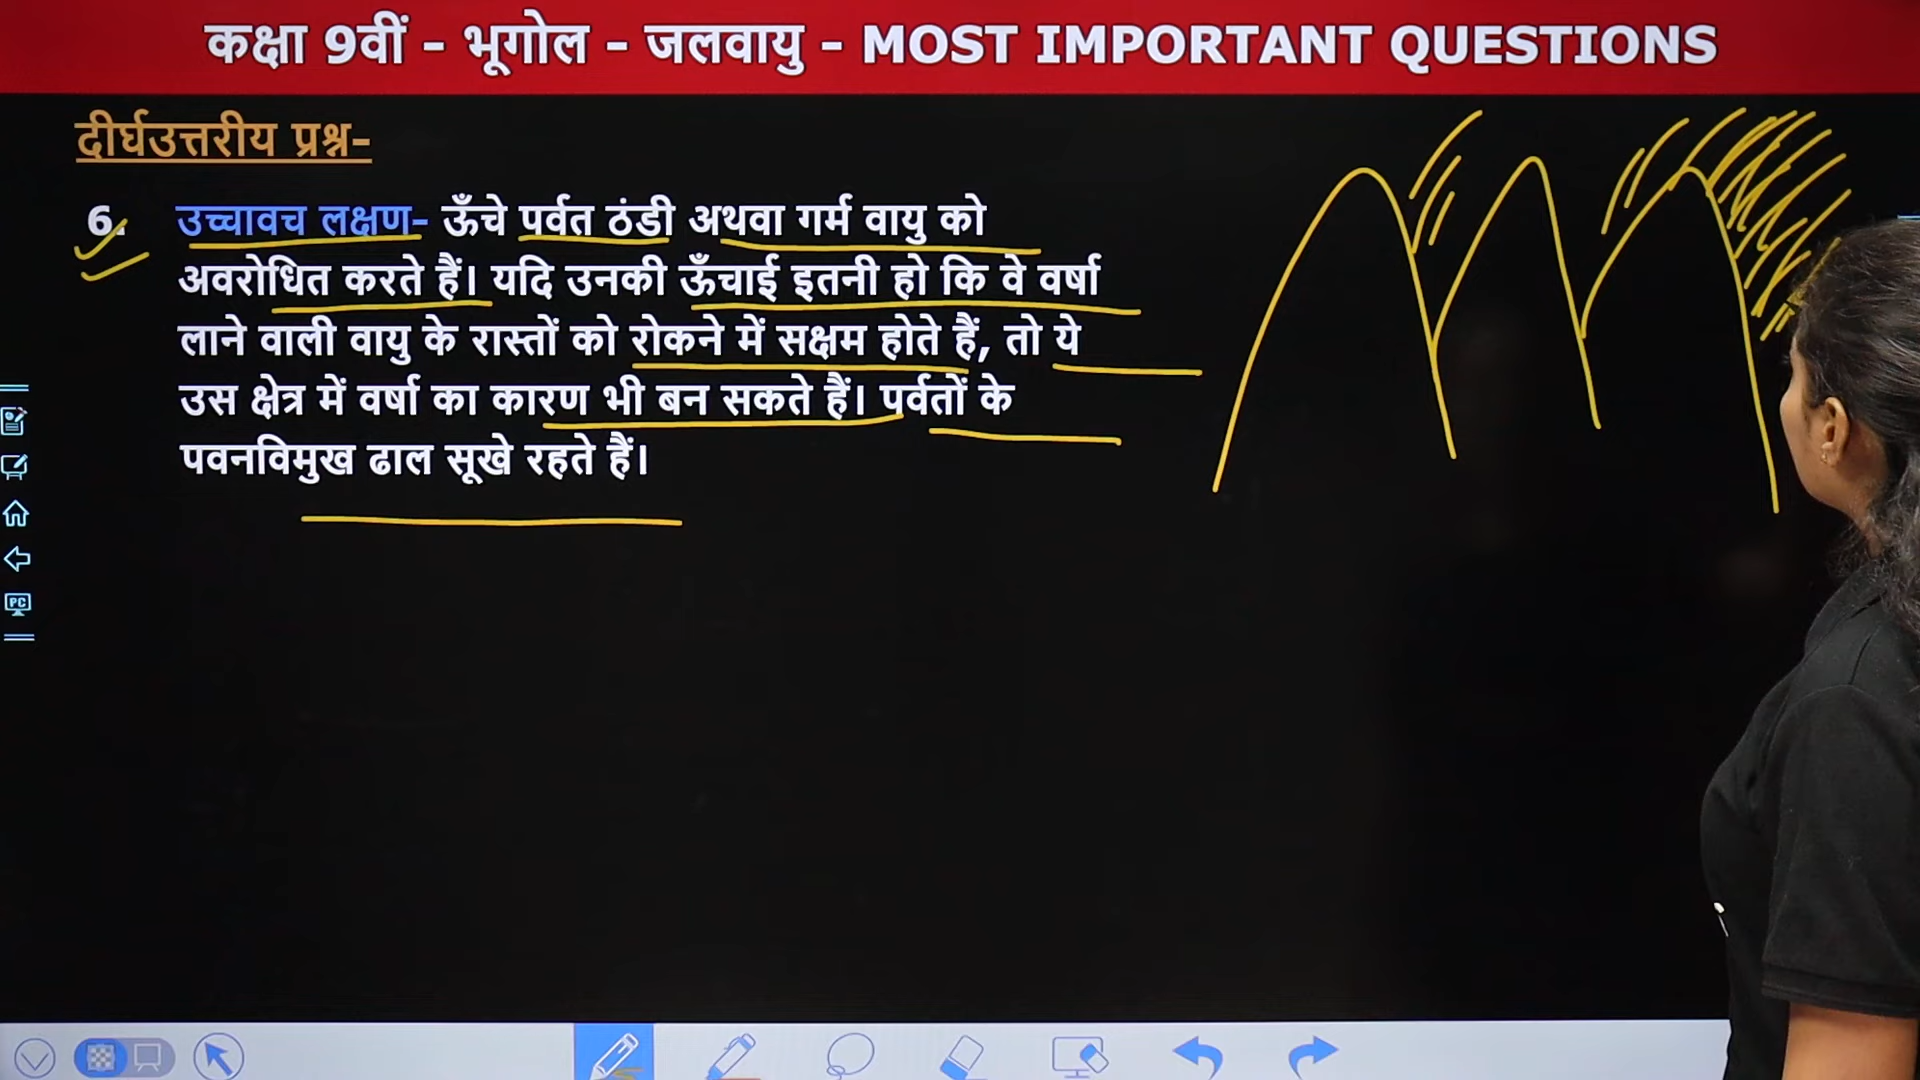 कक्षा 9वीं - भूगोल - जलवायु - MOST IMPORTANT QUESTIONS
दीर्घउत्तरीय प्रश्न-
6. उच्चावच लक्षण- ऊँचे पर्वत ठंडी अथवा गर्म वायु को
अवरोधित करते हैं। यदि उनकी ऊँचाई इतनी हो कि वे वर्षा
लाने वाली वायु के रास्तों को रोकने में सक्षम होते हैं, तो ये
उस क्षेत्र में वर्षा का कारण भी बन सकते हैं। पर्वतों के
पवनविमुख ढाल सूखे रहते हैं।
PC